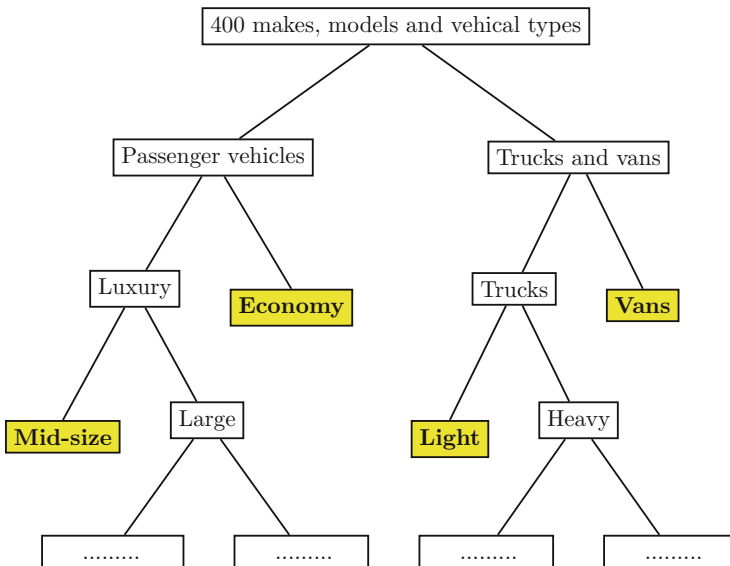 400 makes, models and vehical types
Passenger vehicles
Trucks and vans
Luxury
Economy
Trucks
Vans
Mid-size
Large
Light
Heavy
.........
.........
.........
.........